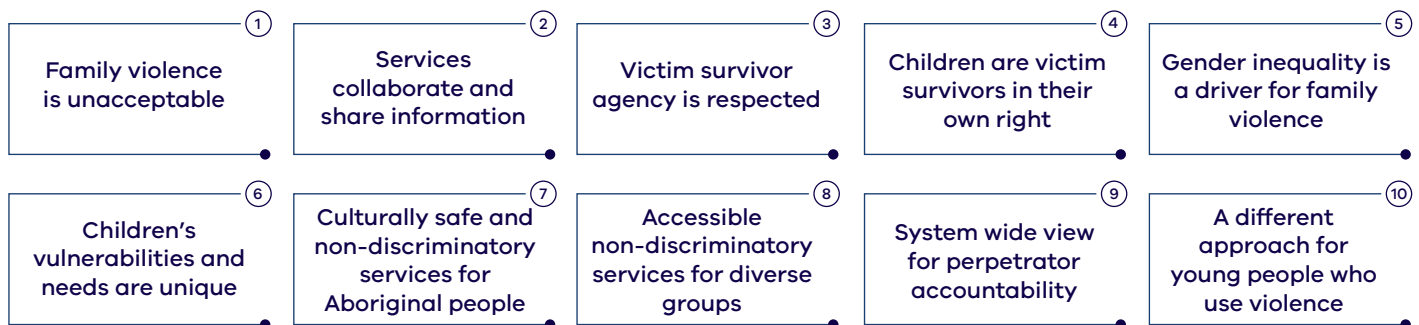 1
Family violence
is unacceptable
2
Services
collaborate and
share information
3
Victim survivor
agency is respected
4
Children are victim
survivors in their
own right
5
Gender inequality is
a driver for family
violence
6
Children’s
vulnerabilities and
needs are unique
7
Culturally safe and
non-discriminatory
services for
Aboriginal people
8
Accessible
non-discriminatory
services for diverse
groups
9
System wide view
for perpetrator
accountability
10
A different
approach for
young people who
use violence